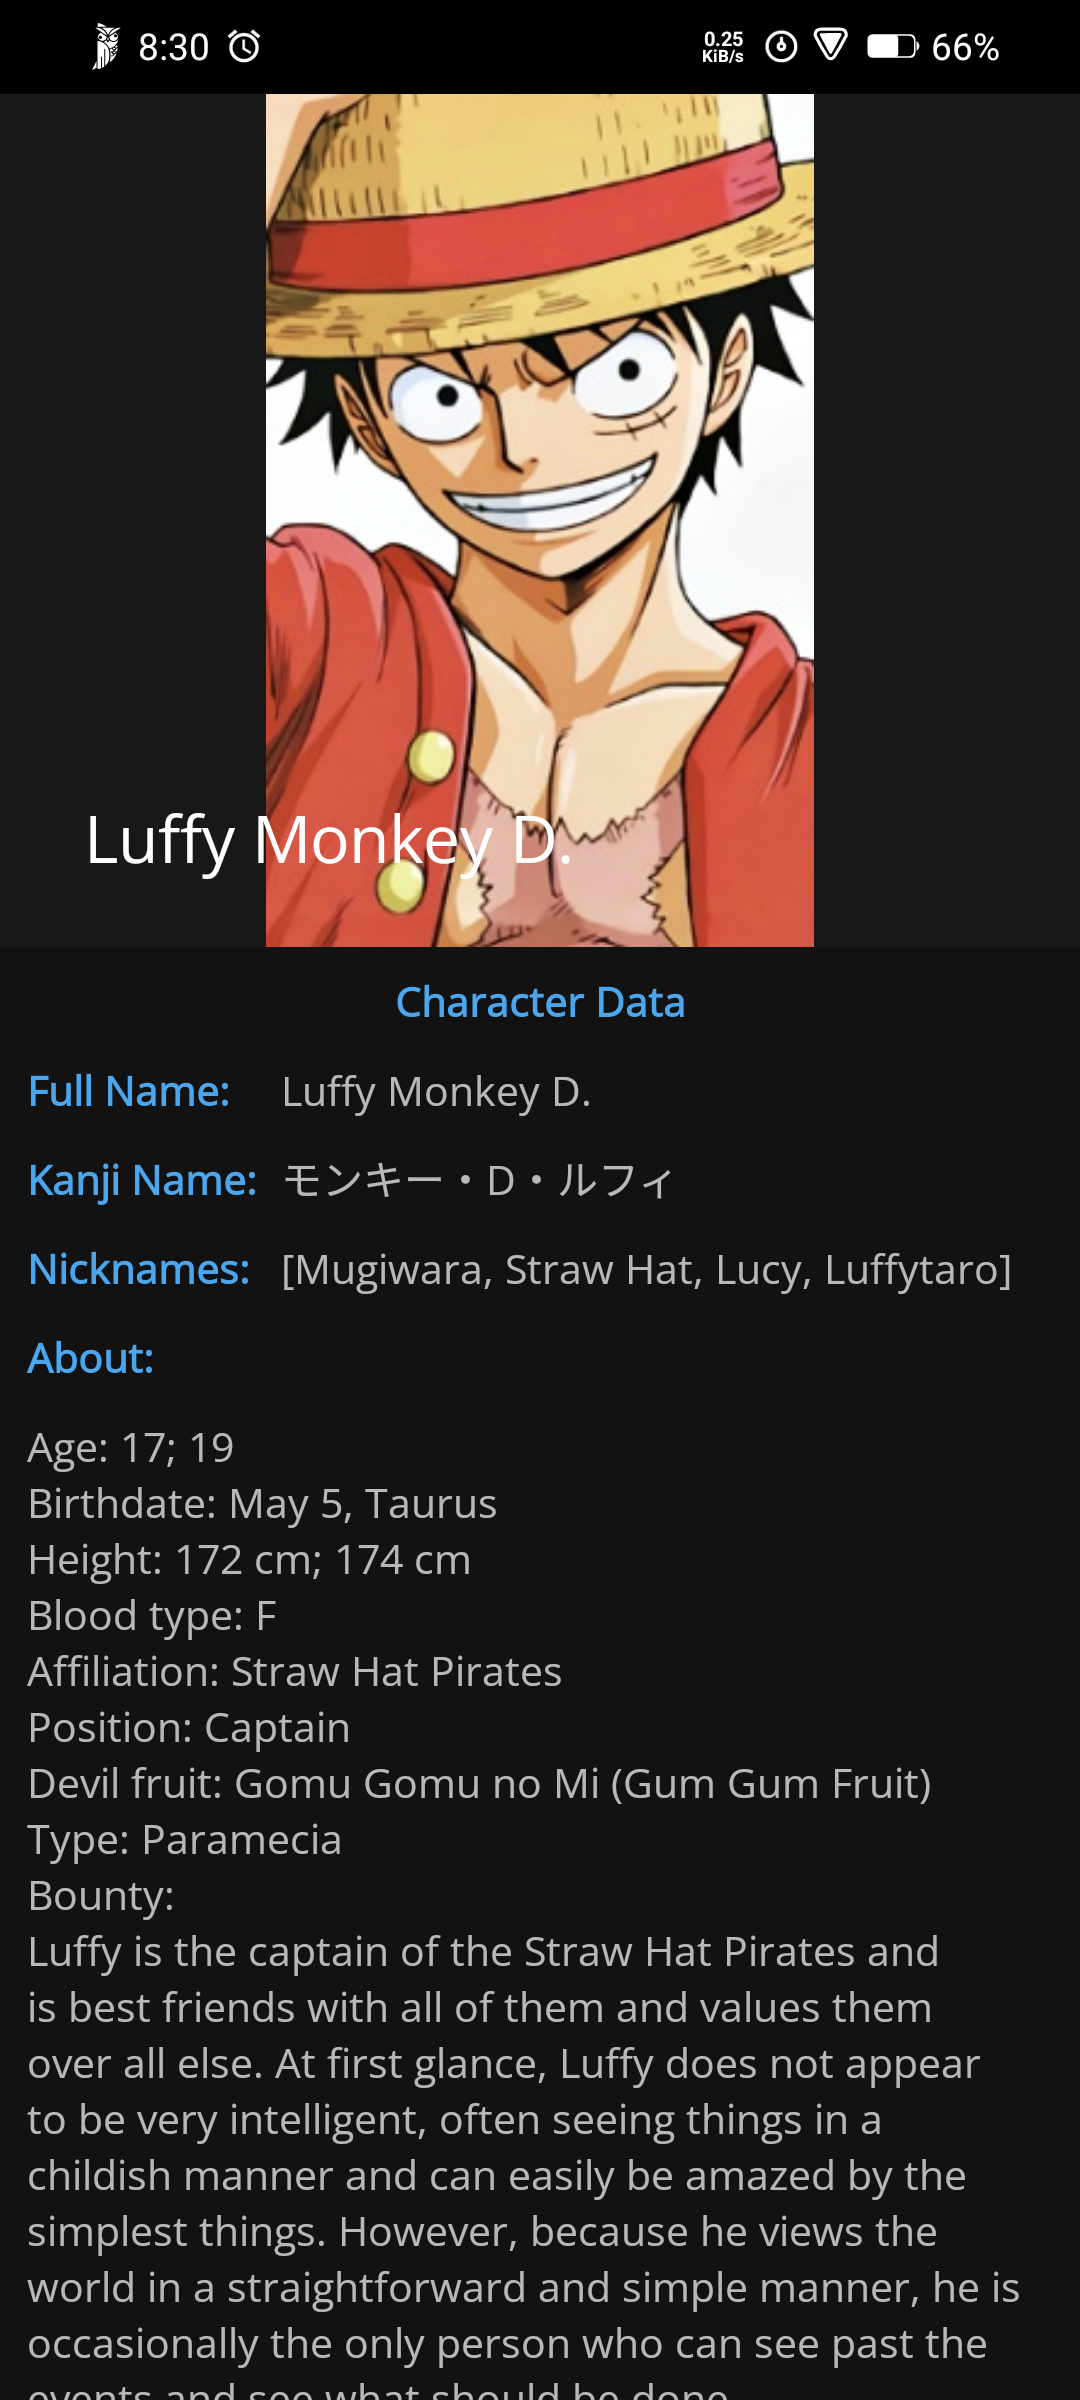 8:30
0.25
KiB/s
66%
Luffy Monkey D.
Character Data
Full Name: Luffy Monkey D.
Kanji Name: モンキー・D・ルフィ
Nicknames: [Mugiwara, Straw Hat, Lucy, Luffytaro]
About:
Age: 17; 19
Birthdate: May 5, Taurus
Height: 172 cm; 174 cm
Blood type: F
Affiliation: Straw Hat Pirates
Position: Captain
Devil fruit: Gomu Gomu no Mi (Gum Gum Fruit)
Type: Paramecia
Bounty:
Luffy is the captain of the Straw Hat Pirates and
is best friends with all of them and values them
over all else. At first glance, Luffy does not appear
to be very intelligent, often seeing things in a
childish manner and can easily be amazed by the
simplest things. However, because he views the
world in a straightforward and simple manner, he is
occasionally the only person who can see past the
events and see what should be done.